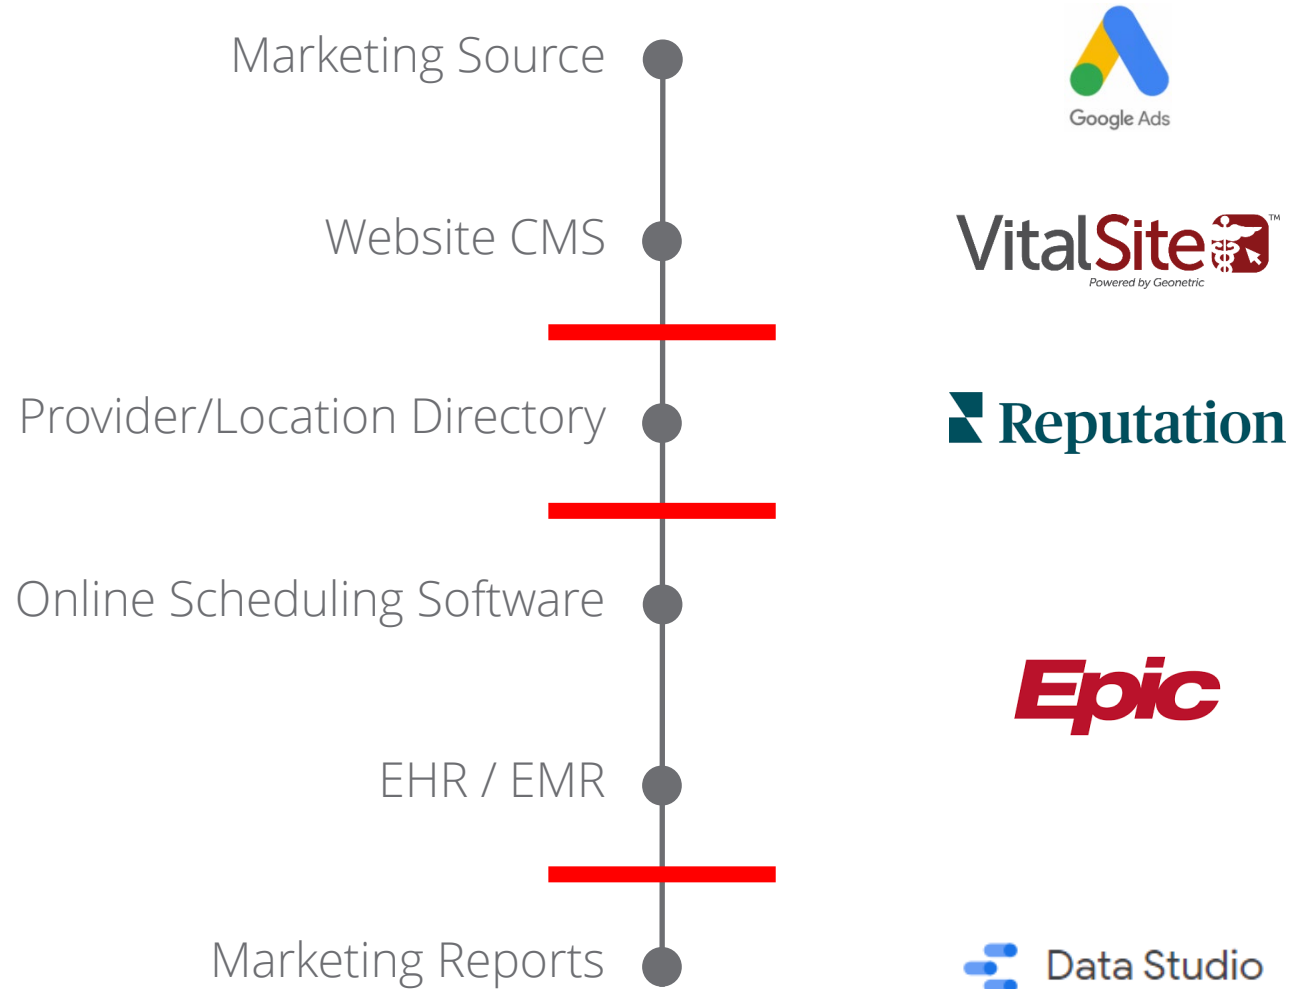 Marketing Source
Google Ads
Website CMS
VitalSite™
Powered by Geonetric
Provider/Location Directory
Reputation
Online Scheduling Software
Epic
EHR / EMR
Marketing Reports
Data Studio